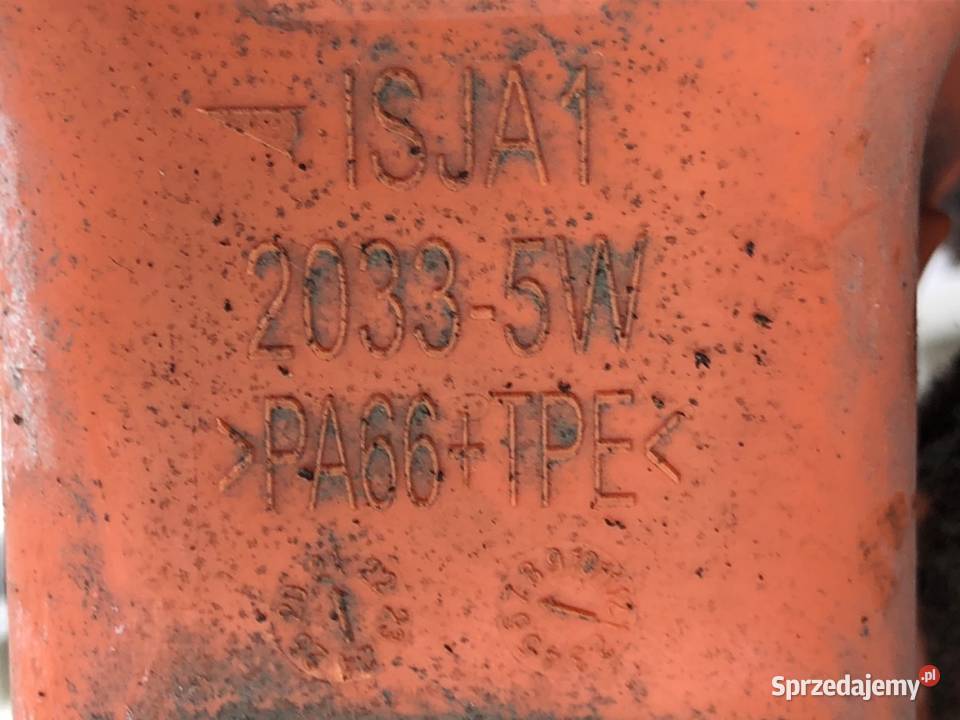 ISJA1
2033-5W
>PA66+TPE<
Sprzedajemy.pl